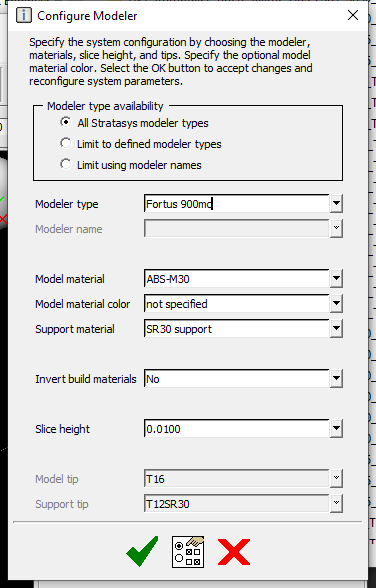 Configure Modeler
Specify the system configuration by choosing the modeler,
materials, slice height, and tips. Specify the optional model
material color. Select the OK button to accept changes and
reconfigure system parameters.
Modeler type availability
All Stratasys modeler types
Limit to defined modeler types
Limit using modeler names
Modeler type Fortus 900mc
Modeler name
Model material ABS-M30
Model material color not specified
Support material SR30 support
Invert build materials No
Slice height 0.0100
Model tip T16
Support tip T12SR30